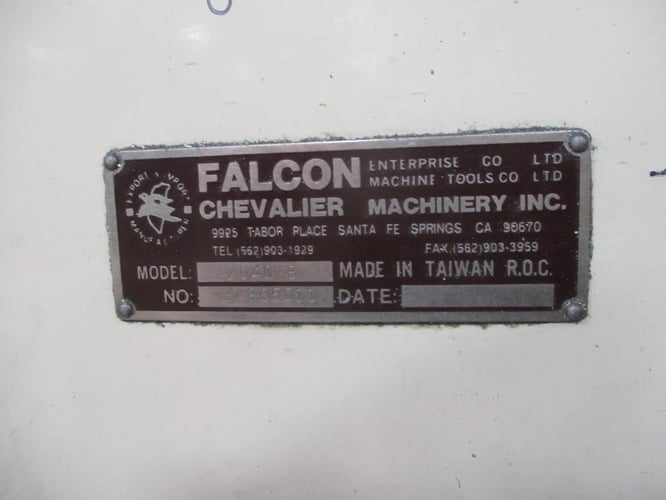 FALCON ENTERPRISE CO LTD
MACHINE TOOLS CO LTD
CHEVALIER MACHINERY INC.
9925 TABOR PLACE SANTA FE SPRINGS CA 90670
TEL (562)903-1929 FAX.(562)903-3959
MODEL: MADE IN TAIWAN R.O.C.
NO: DATE: